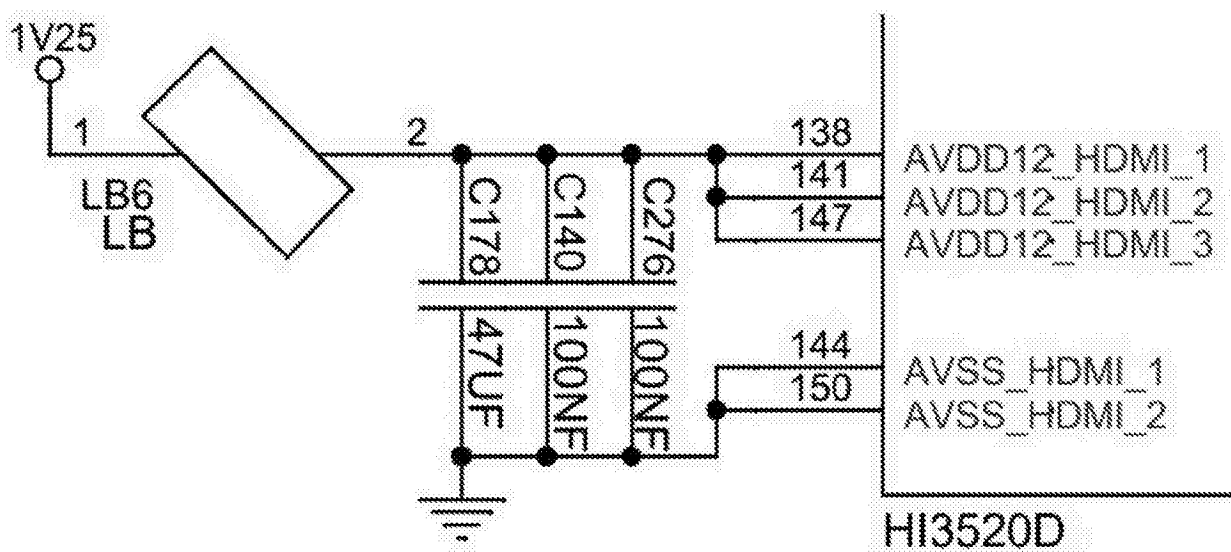 1V25
1
2
LB6
LB
C178
C140
C276
47UF
100NF
100NF
138
141
147
144
150
AVDD12_HDMI_1
AVDD12_HDMI_2
AVDD12_HDMI_3
AVSS_HDMI_1
AVSS_HDMI_2
HI3520D